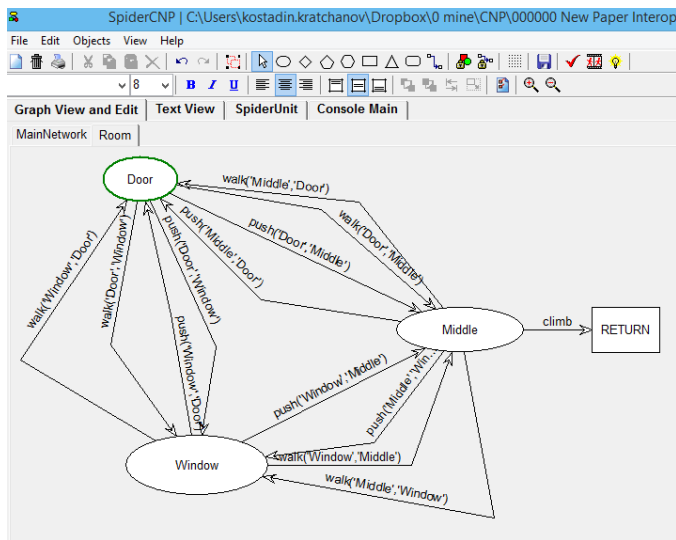 SpiderCNP | C:\Users\kostadin.kratchanov\Dropbox\0 mine\CNP\000000 New Paper Interop
File Edit Objects View Help
8 B I U
Graph View and Edit Text View SpiderUnit Console Main
MainNetwork Room
Door
walk('Middle','Door')
walk('Door','Middle')
push('Door','Middle')
push('Middle','Door')
push('Door','Window')
walk('Window','Door')
walk('Door','Window')
push('Window','Door')
Middle
climb
RETURN
push('Window','Middle')
push('Middle','Win...
Window
walk('Window','Middle')
walk('Middle','Window')